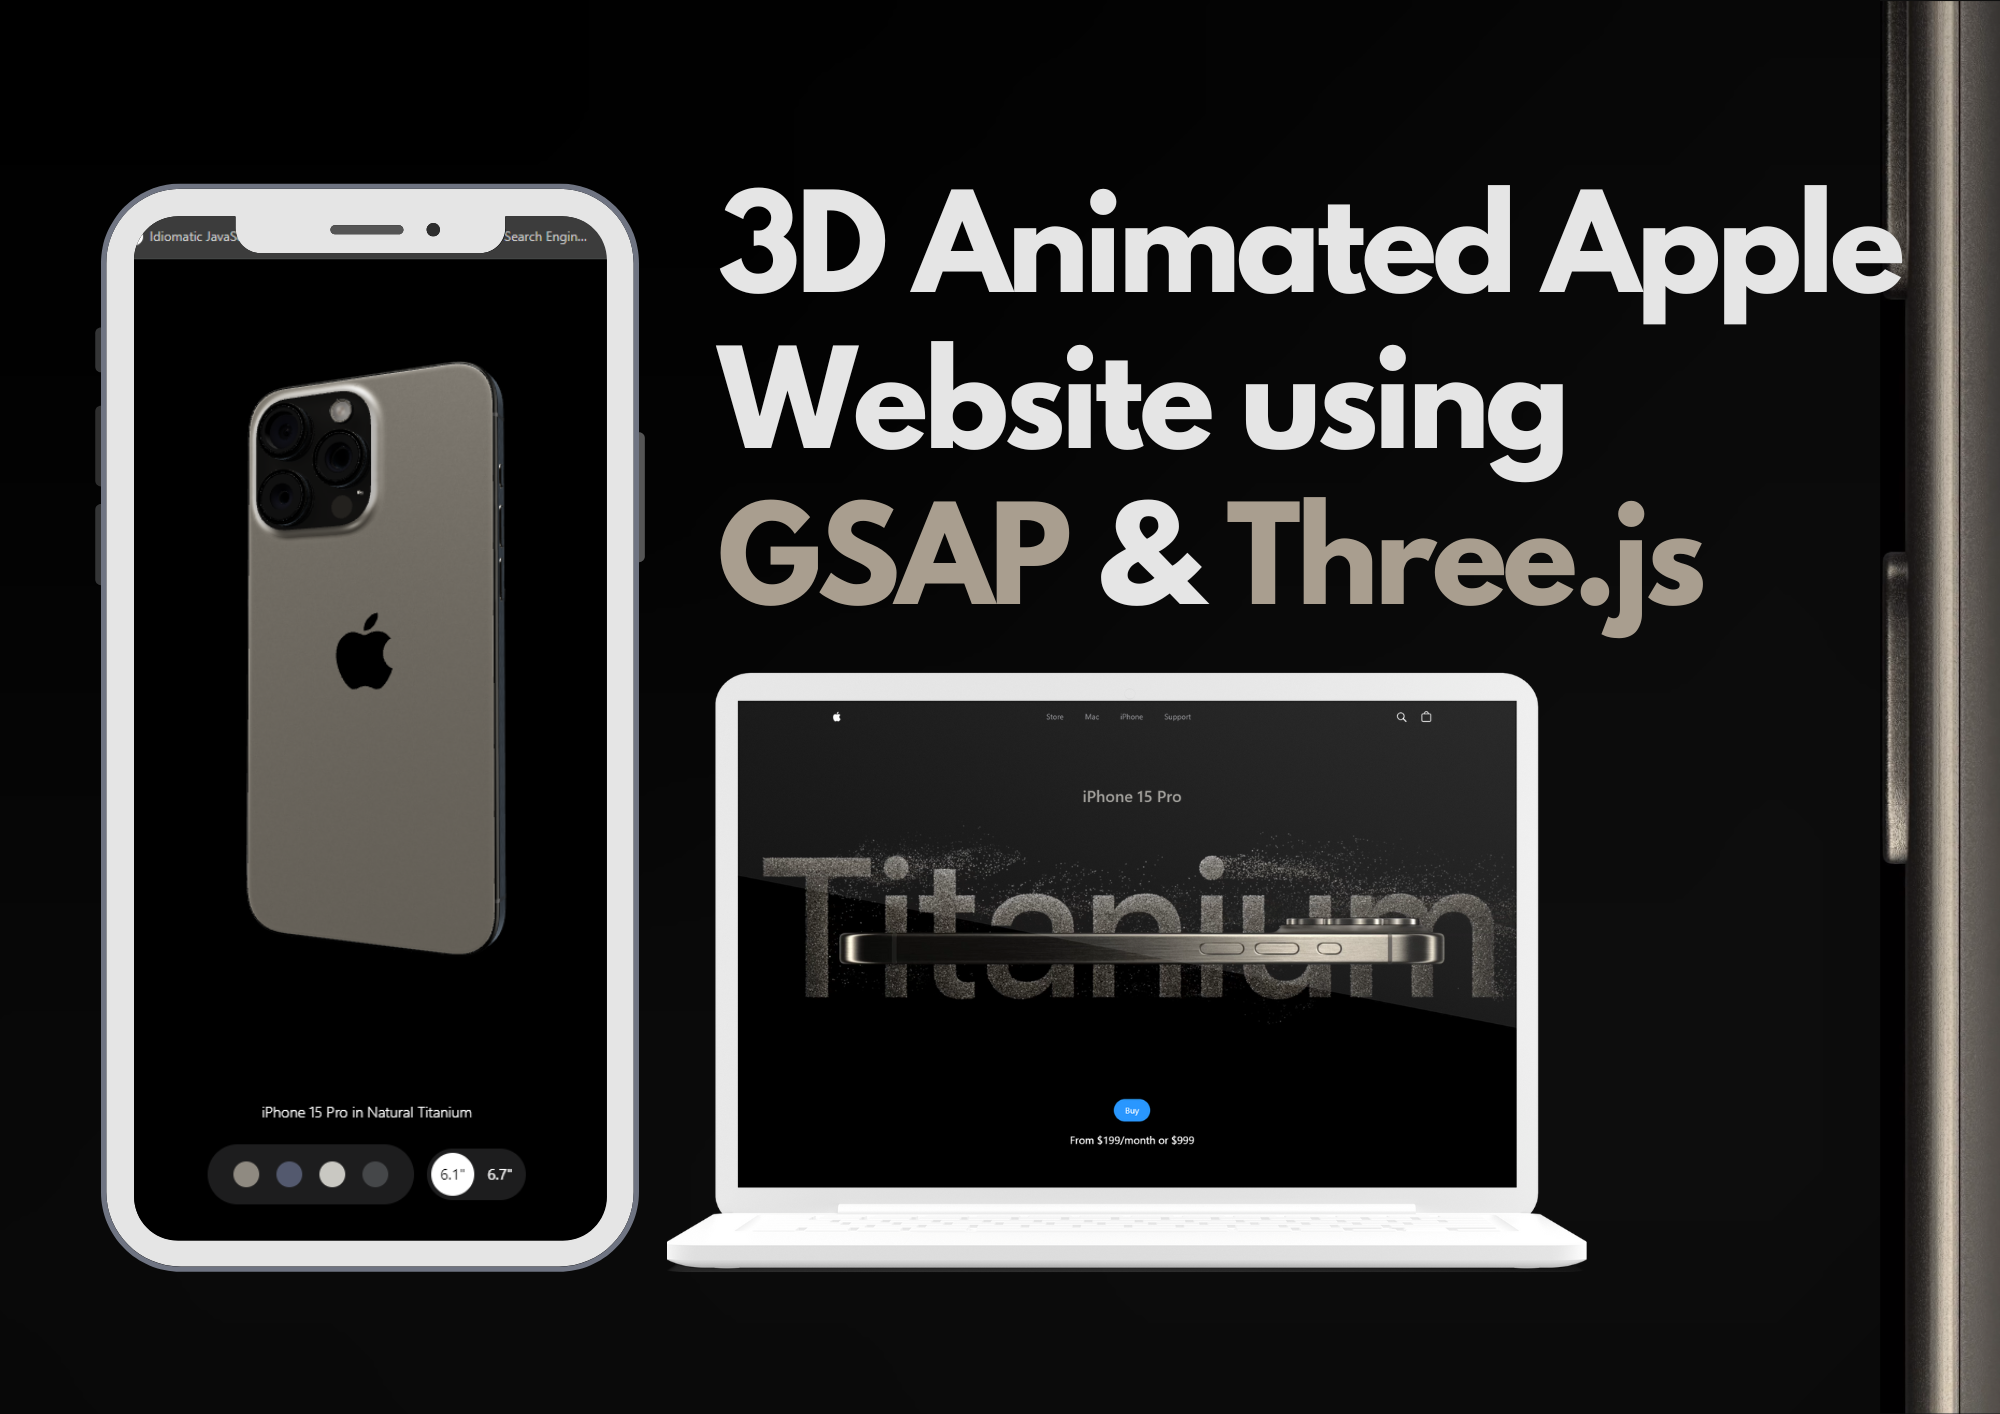 3D Animated Apple
Website using
GSAP & Three.js
Idiomatic JavaS
Search Engin...
iPhone 15 Pro in Natural Titanium
6.1" 6.7"
Store Mac iPhone Support
iPhone 15 Pro
Titanium
Buy
From $199/month or $999